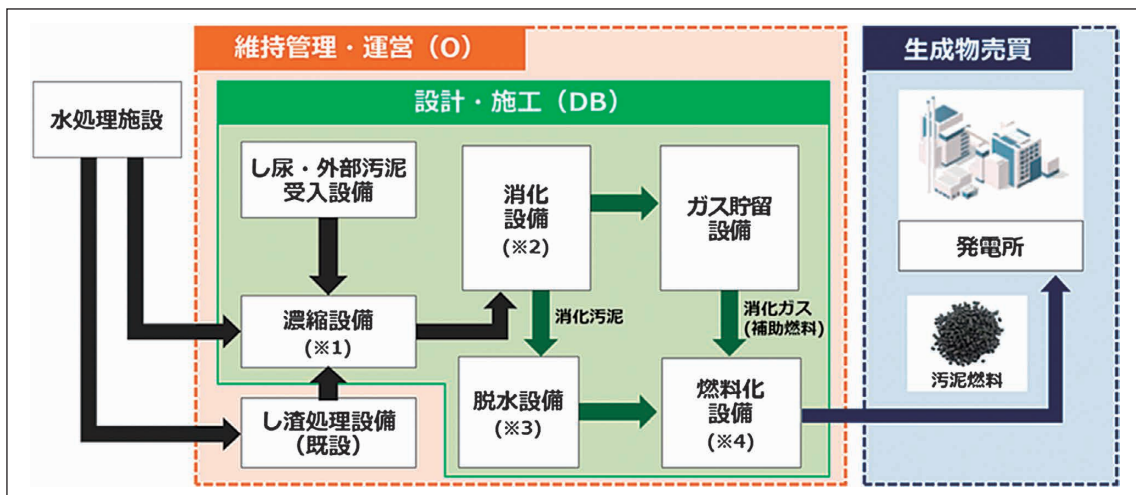 維持管理・運営(O)
生成物売買
設計・施工(DB)
水処理施設
し尿・外部汚泥
受入設備
消化
設備
(※2)
ガス貯留
設備
発電所
濃縮設備
(※1)
消化汚泥
消化ガス
(補助燃料)
汚泥燃料
し渣処理設備
(既設)
脱水設備
(※3)
燃料化
設備
(※4)